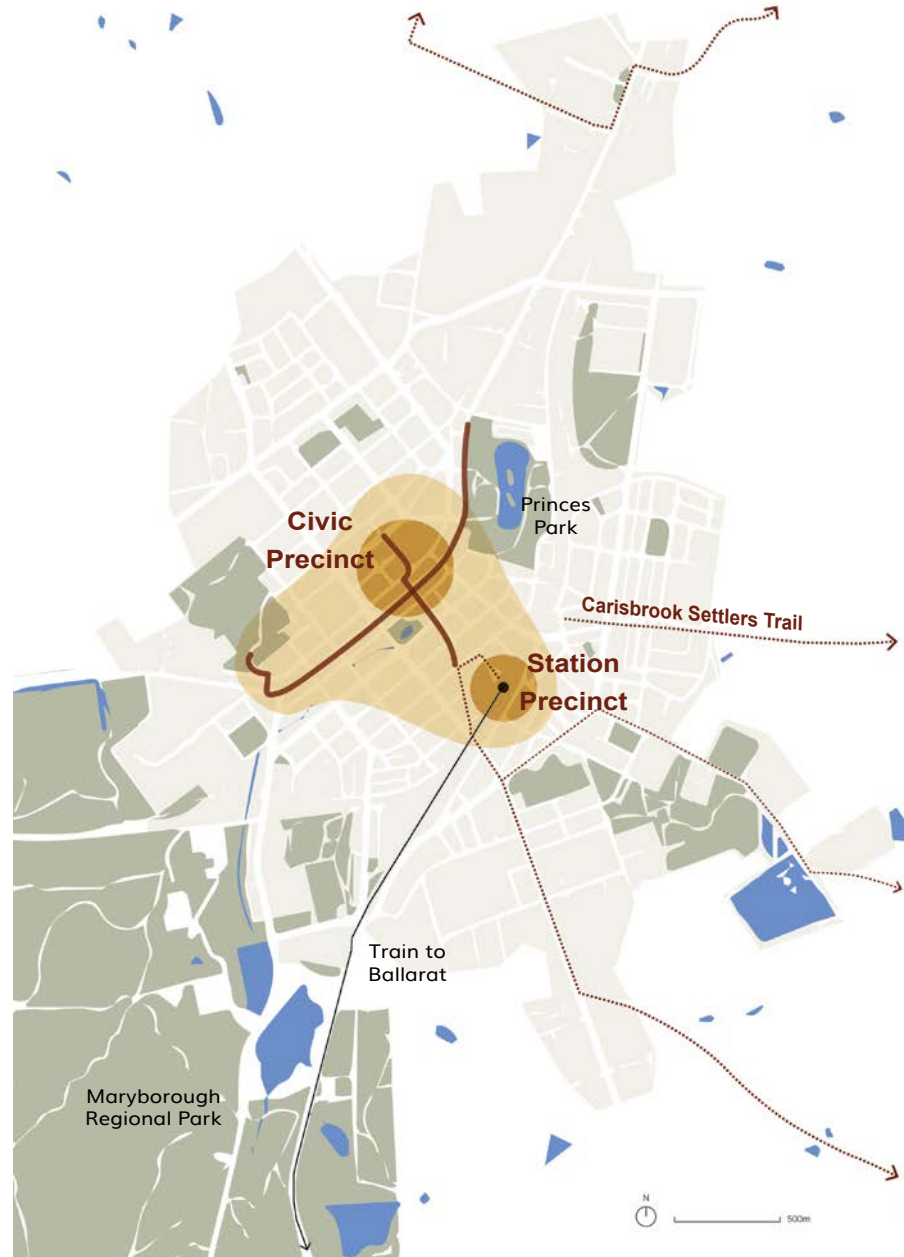 Princes
Park
Civic
Precinct
Carisbrook Settlers Trail
Station
Precinct
Train to
Ballarat
Maryborough
Regional Park
N
500m